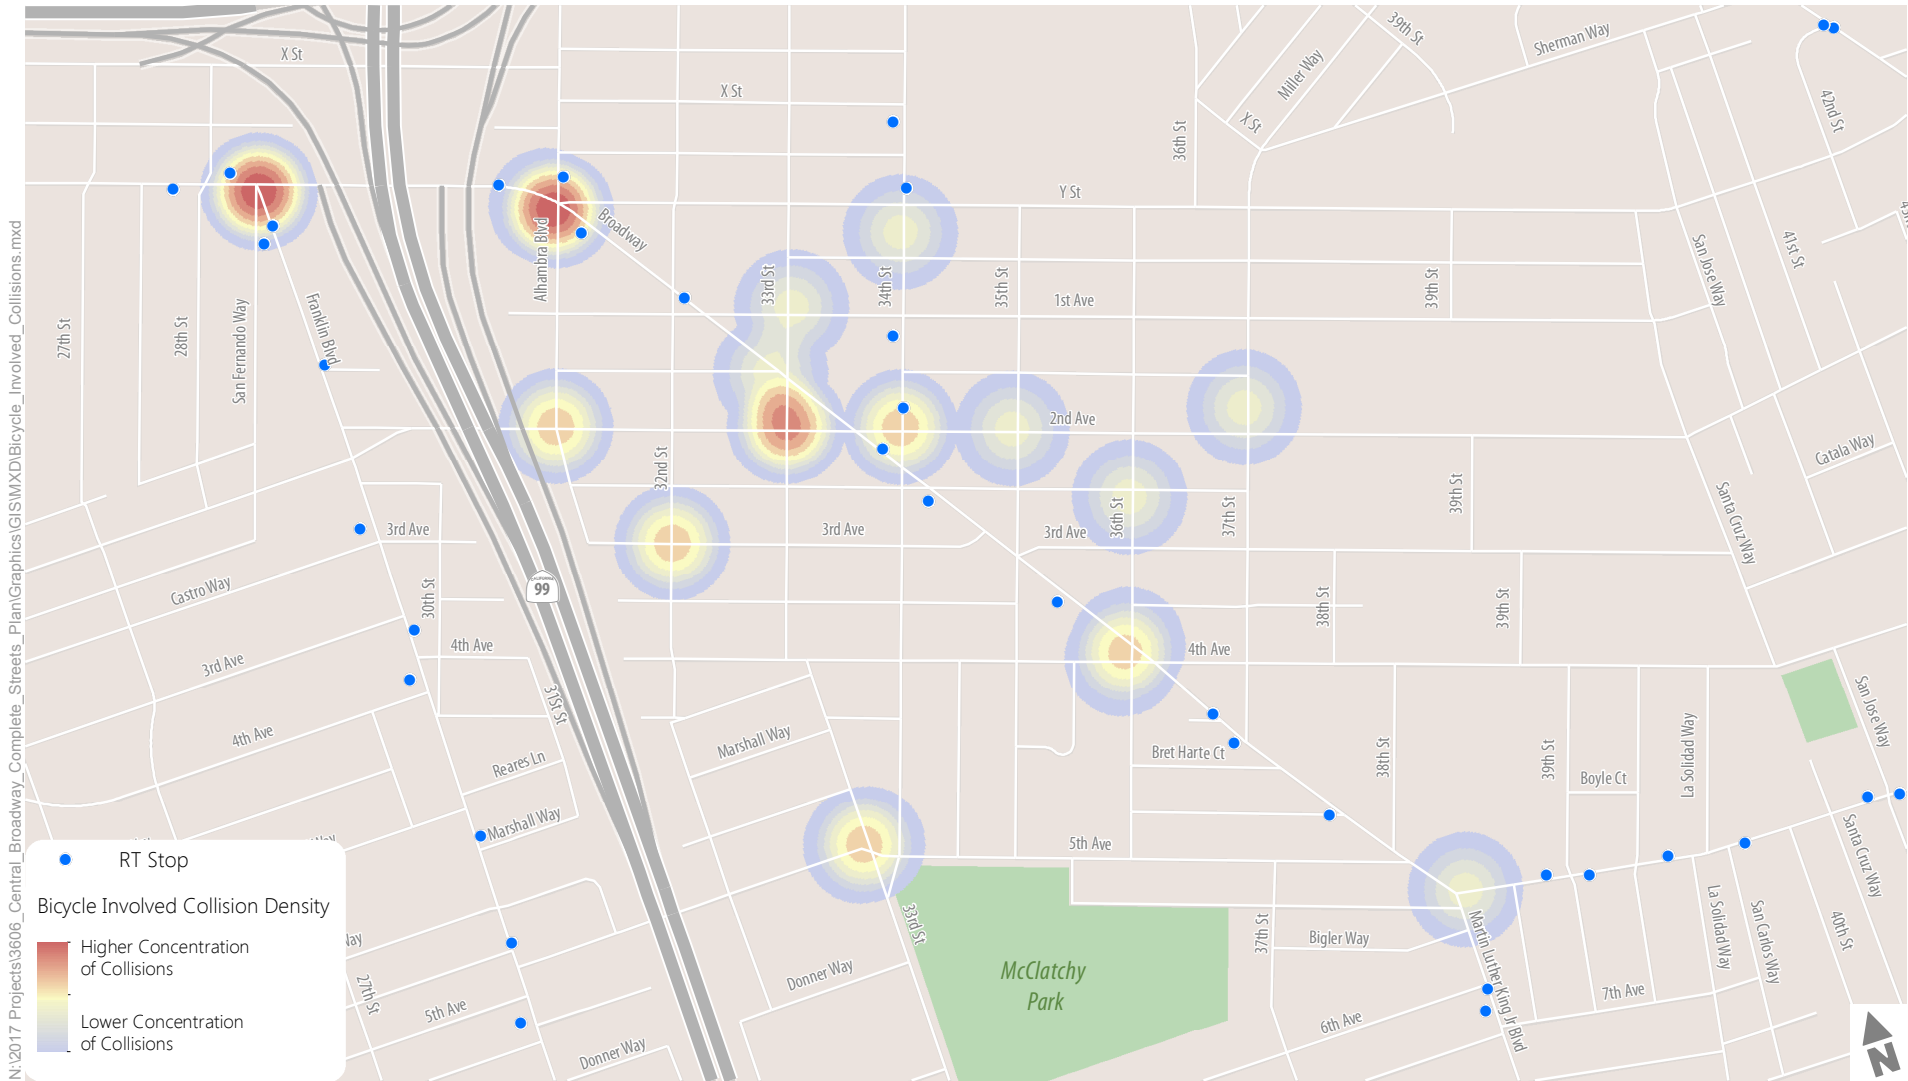 39th St
Sherman Way
X St
Miller Way
X St
42nd St
X St
36th St
Y St
43rd
Broadway
Alhambra Blvd
41st St
San Jose Way
33rd St
34th St
35th St
39th St
1st Ave
27th St
28th St
San Fernando Way
Franklin Blvd
2nd Ave
Catala Way
32nd St
39th St
Santa Cruz Way
3rd Ave
3rd Ave
3rd Ave
36th St
37th St
CALIFORNIA
99
Castro Way
30th St
38th St
39th St
4th Ave
4th Ave
3rd Ave
31St St
San Jose Way
4th Ave
Marshall Way
Bret Harte Ct
38th St
39th St
La Solidad Way
Reares Ln
Boyle Ct
Marshall Way
5th Ave
Santa Cruz Way
Way
RT Stop
Bicycle Involved Collision Density
Higher Concentration
of Collisions
Lower Concentration
of Collisions
Way
27th St
5th Ave
Donner Way
Donner Way
33rd St
McClatchy
Park
37th St
Bigler Way
Martin Luther King Jr Blvd
6th Ave
7th Ave
La Solidad Way
San Carlos Way
40th St
N
N:\2017 Projects\3606_Central_Broadway_Complete_Streets_Plan\Graphics\GIS\MXD\Bicycle_Involved_Collisions.mxd